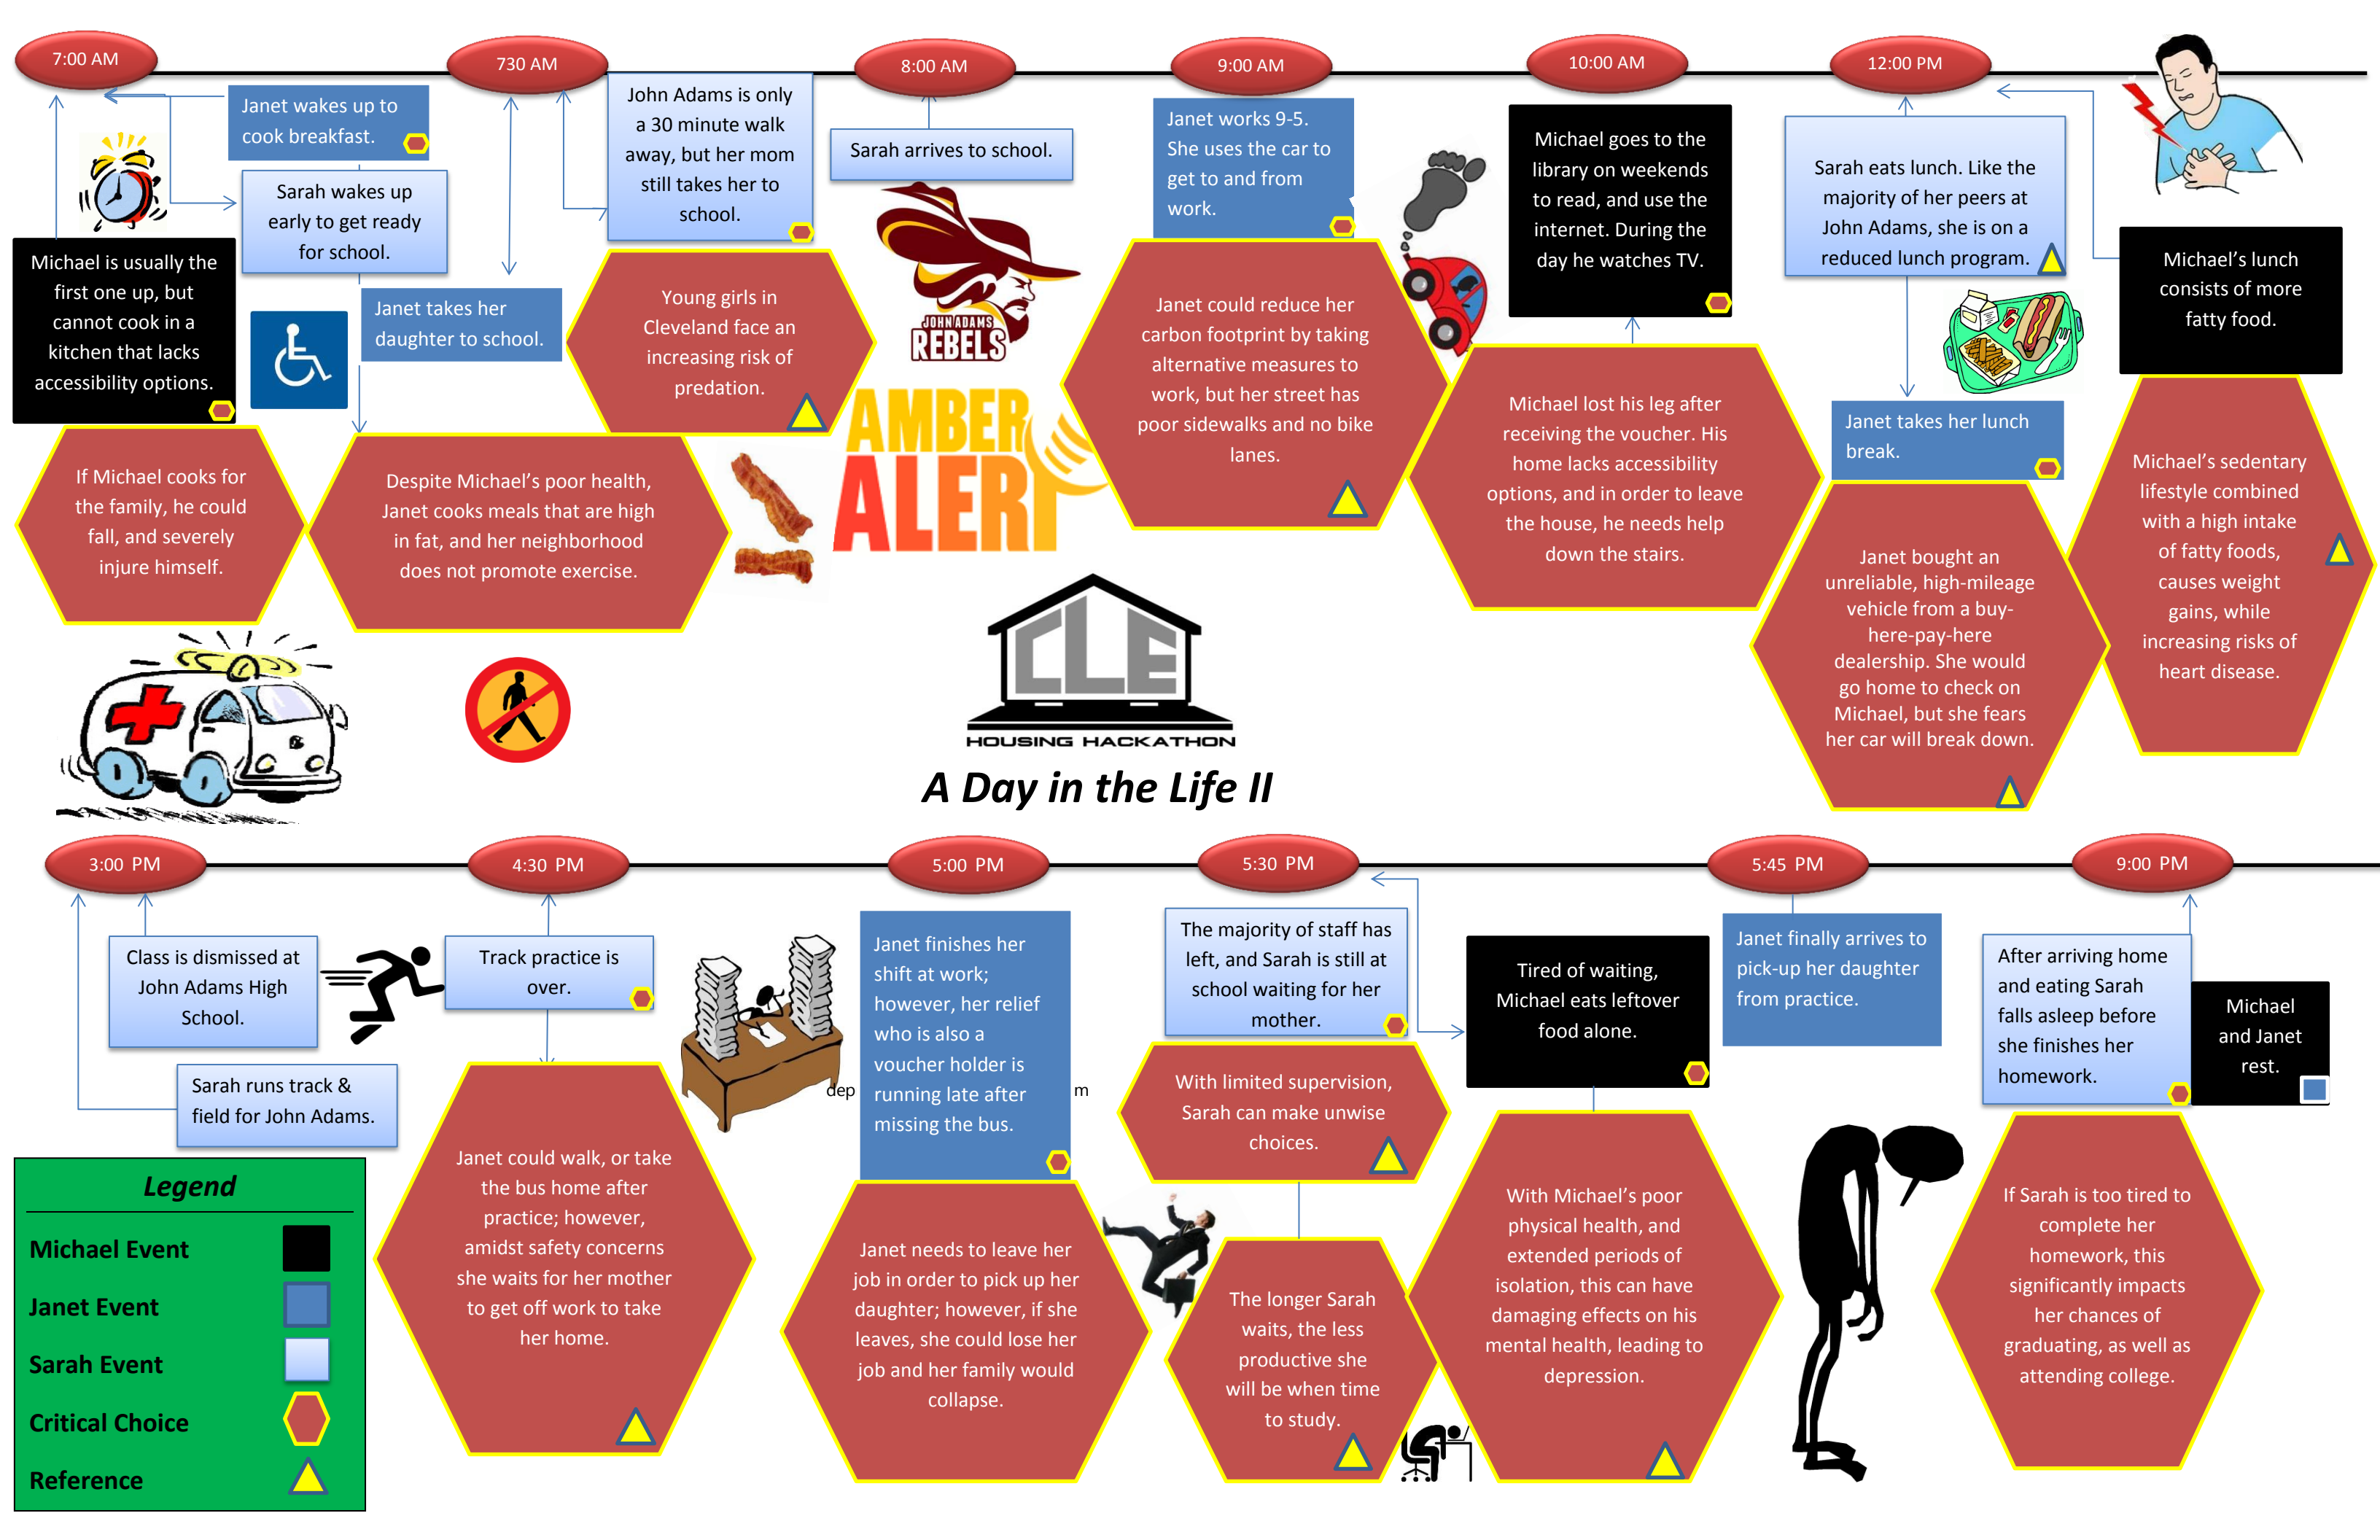 7:00 AM
730 AM
8:00 AM
9:00 AM
10:00 AM
12:00 PM
Janet wakes up to
cook breakfast.
Sarah wakes up
early to get ready
for school.
Michael is usually the
first one up, but
cannot cook in a
kitchen that lacks
accessibility options.
If Michael cooks for
the family, he could
fall, and severely
injure himself.
Janet takes her
daughter to school.
Despite Michael’s poor health,
Janet cooks meals that are high
in fat, and her neighborhood
does not promote exercise.
John Adams is only
a 30 minute walk
away, but her mom
still takes her to
school.
Young girls in
Cleveland face an
increasing risk of
predation.
Sarah arrives to school.
JOHN ADAMS
REBELS
AMBER
ALERT
Janet works 9-5.
She uses the car to
get to and from
work.
Janet could reduce her
carbon footprint by taking
alternative measures to
work, but her street has
poor sidewalks and no bike
lanes.
Michael goes to the
library on weekends
to read, and use the
internet. During the
day he watches TV.
Michael lost his leg after
receiving the voucher. His
home lacks accessibility
options, and in order to leave
the house, he needs help
down the stairs.
Sarah eats lunch. Like the
majority of her peers at
John Adams, she is on a
reduced lunch program.
Janet takes her lunch
break.
Janet bought an
unreliable, high-mileage
vehicle from a buy-
here-pay-here
dealership. She would
go home to check on
Michael, but she fears
her car will break down.
Michael’s lunch
consists of more
fatty food.
Michael’s sedentary
lifestyle combined
with a high intake
of fatty foods,
causes weight
gains, while
increasing risks of
heart disease.
CLE
HOUSING HACKATHON
A Day in the Life II
3:00 PM
4:30 PM
5:00 PM
5:30 PM
5:45 PM
9:00 PM
Class is dismissed at
John Adams High
School.
Sarah runs track &
field for John Adams.
Track practice is
over.
Janet could walk, or take
the bus home after
practice; however,
amidst safety concerns
she waits for her mother
to get off work to take
her home.
dep
m
Janet finishes her
shift at work;
however, her relief
who is also a
voucher holder is
running late after
missing the bus.
Janet needs to leave her
job in order to pick up her
daughter; however, if she
leaves, she could lose her
job and her family would
collapse.
The majority of staff has
left, and Sarah is still at
school waiting for her
mother.
With limited supervision,
Sarah can make unwise
choices.
The longer Sarah
waits, the less
productive she
will be when time
to study.
Tired of waiting,
Michael eats leftover
food alone.
With Michael’s poor
physical health, and
extended periods of
isolation, this can have
damaging effects on his
mental health, leading to
depression.
Janet finally arrives to
pick-up her daughter
from practice.
After arriving home
and eating Sarah
falls asleep before
she finishes her
homework.
Michael
and Janet
rest.
If Sarah is too tired to
complete her
homework, this
significantly impacts
her chances of
graduating, as well as
attending college.
Legend
Michael Event
Janet Event
Sarah Event
Critical Choice
Reference